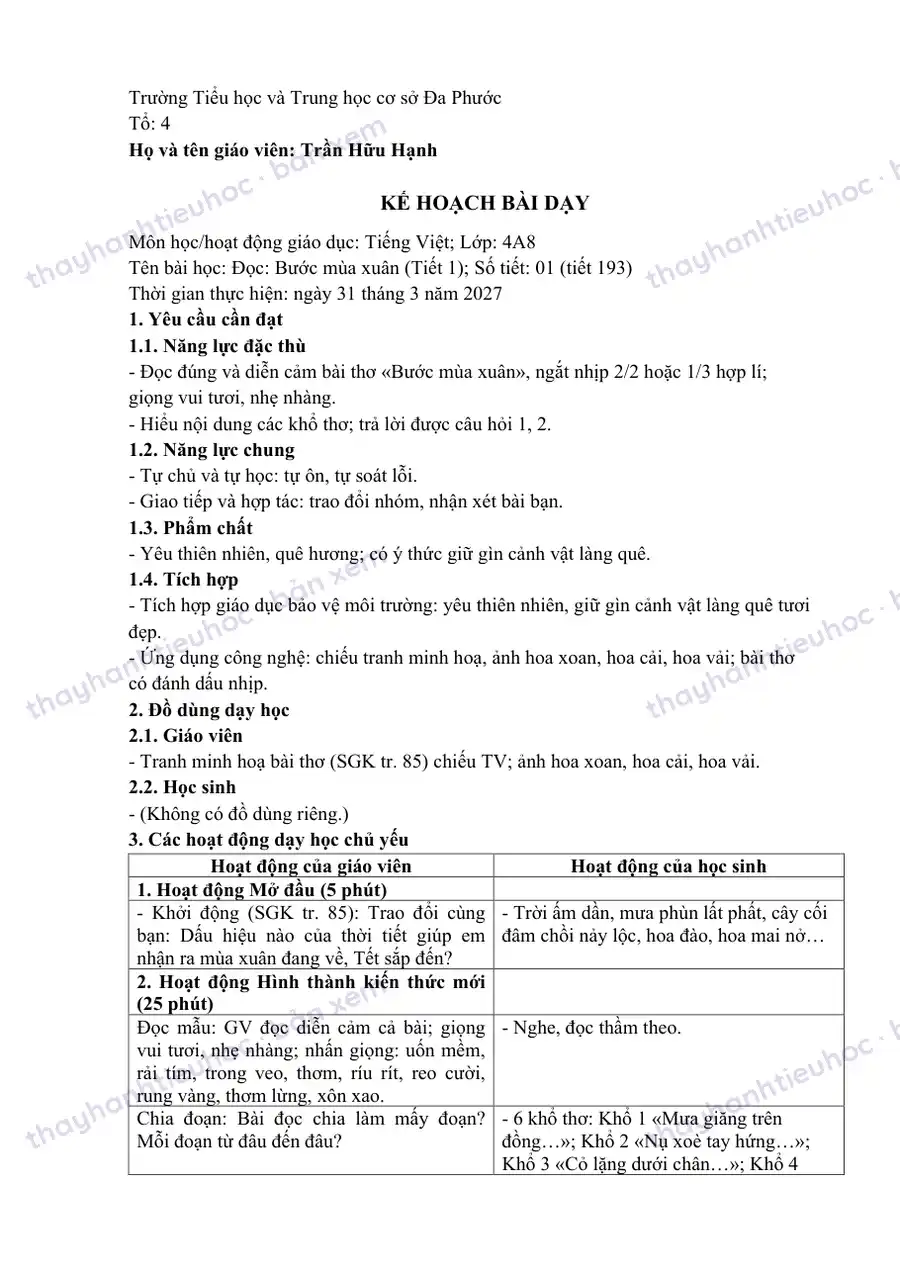 Trường Tiểu học và Trung học cơ sở Đa Phước
Tổ: 4
Họ và tên giáo viên: Trần Hữu Hạnh
KẾ HOẠCH BÀI DẠY
Môn học/hoạt động giáo dục: Tiếng Việt; Lớp: 4A8
Tên bài học: Đọc: Bước mùa xuân (Tiết 1); Số tiết: 01 (tiết 193)
Thời gian thực hiện: ngày 31 tháng 3 năm 2027
1. Yêu cầu cần đạt
1.1. Năng lực đặc thù
- Đọc đúng và diễn cảm bài thơ «Bước mùa xuân», ngắt nhịp 2/2 hoặc 1/3 hợp lí;
giọng vui tươi, nhẹ nhàng.
- Hiểu nội dung các khổ thơ; trả lời được câu hỏi 1, 2.
1.2. Năng lực chung
- Tự chủ và tự học: tự ôn, tự soát lỗi.
- Giao tiếp và hợp tác: trao đổi nhóm, nhận xét bài bạn.
1.3. Phẩm chất
- Yêu thiên nhiên, quê hương; có ý thức giữ gìn cảnh vật làng quê.
1.4. Tích hợp
- Tích hợp giáo dục bảo vệ môi trường: yêu thiên nhiên, giữ gìn cảnh vật làng quê tươi
đẹp.
- Ứng dụng công nghệ: chiếu tranh minh hoạ, ảnh hoa xoan, hoa cải, hoa vải; bài thơ
có đánh dấu nhịp.
2. Đồ dùng dạy học
2.1. Giáo viên
- Tranh minh hoạ bài thơ (SGK tr. 85) chiếu TV; ảnh hoa xoan, hoa cải, hoa vải.
2.2. Học sinh
- (Không có đồ dùng riêng.)
3. Các hoạt động dạy học chủ yếu
Hoạt động của giáo viên
Hoạt động của học sinh
1. Hoạt động Mở đầu (5 phút)
- Khởi động (SGK tr. 85): Trao đổi cùng
bạn: Dấu hiệu nào của thời tiết giúp em
nhận ra mùa xuân đang về, Tết sắp đến?
- Trời ấm dần, mưa phùn lất phất, cây cối
đâm chồi nảy lộc, hoa đào, hoa mai nở…
2. Hoạt động Hình thành kiến thức mới
(25 phút)
Đọc mẫu: GV đọc diễn cảm cả bài; giọng
vui tươi, nhẹ nhàng; nhấn giọng: uốn mềm,
rải tím, trong veo, thơm, ríu rít, reo cười,
rung vàng, thơm lừng, xôn xao.
- Nghe, đọc thầm theo.
Chia đoạn: Bài đọc chia làm mấy đoạn?
Mỗi đoạn từ đâu đến đâu?
- 6 khổ thơ: Khổ 1 «Mưa giăng trên
đồng…»; Khổ 2 «Nụ xoè tay hứng…»;
Khổ 3 «Cỏ lặng dưới chân…»; Khổ 4
thayhanhtieuhoc · bản xem
thayhanhtieuhoc · b
thayhanhtieuhoc · bản xem
thayhanhtieuhoc · b
thayhanhtieuhoc · bản xem
thayhanhtieuhoc · b